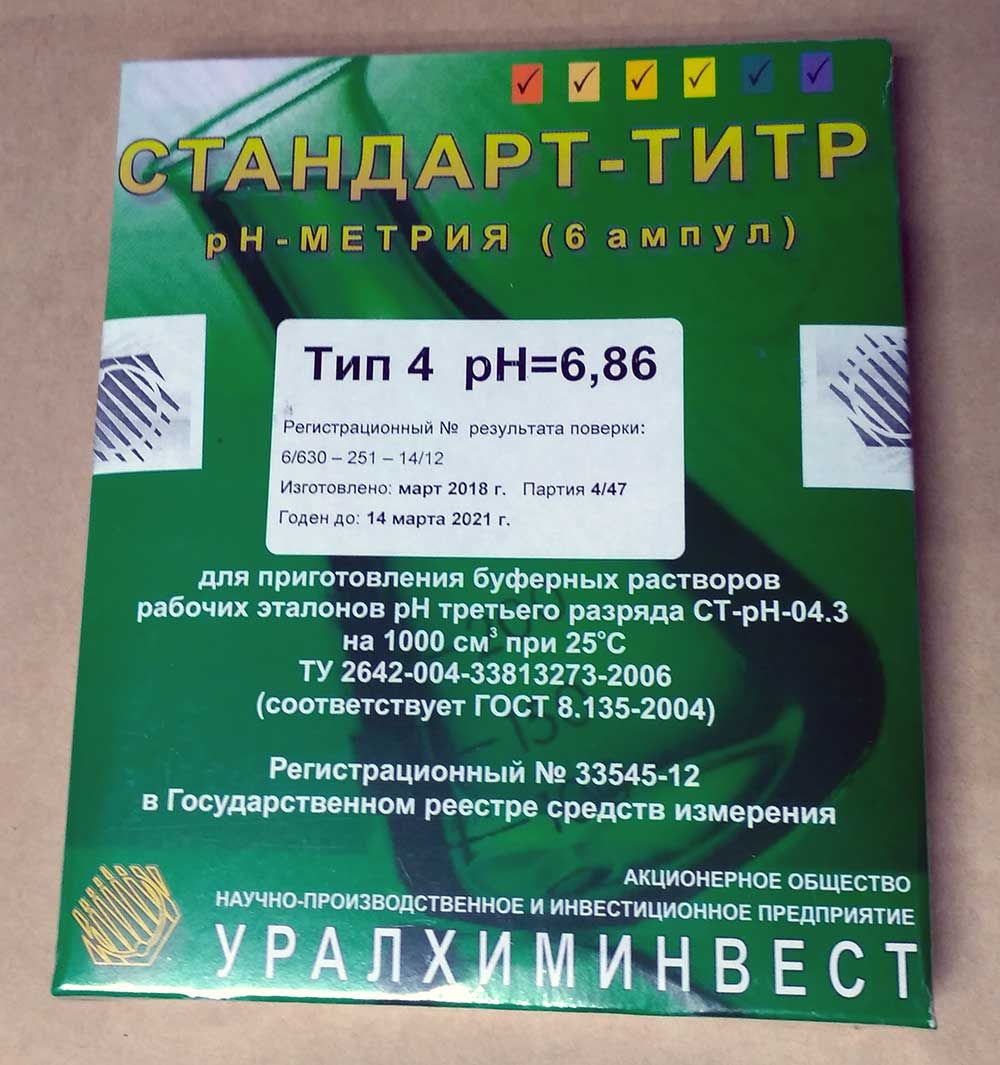 СТАНДАРТ-ТИТР
рН-МЕТРИЯ (6 ампул)
Тип 4 рН=6,86
Регистрационный № результата поверки:
6/630 – 251 – 14/12
Изготовлено: март 2018 г. Партия 4/47
Годен до: 14 марта 2021 г.
для приготовления буферных растворов
рабочих эталонов рН третьего разряда СТ-рН-04.3
на 1000 см³ при 25°С
ТУ 2642-004-33813273-2006
(соответствует ГОСТ 8.135-2004)
Регистрационный № 33545-12
в Государственном реестре средств измерения
АКЦИОНЕРНОЕ ОБЩЕСТВО
НАУЧНО-ПРОИЗВОДСТВЕННОЕ И ИНВЕСТИЦИОННОЕ ПРЕДПРИЯТИЕ
УРАЛХИМИНВЕСТ